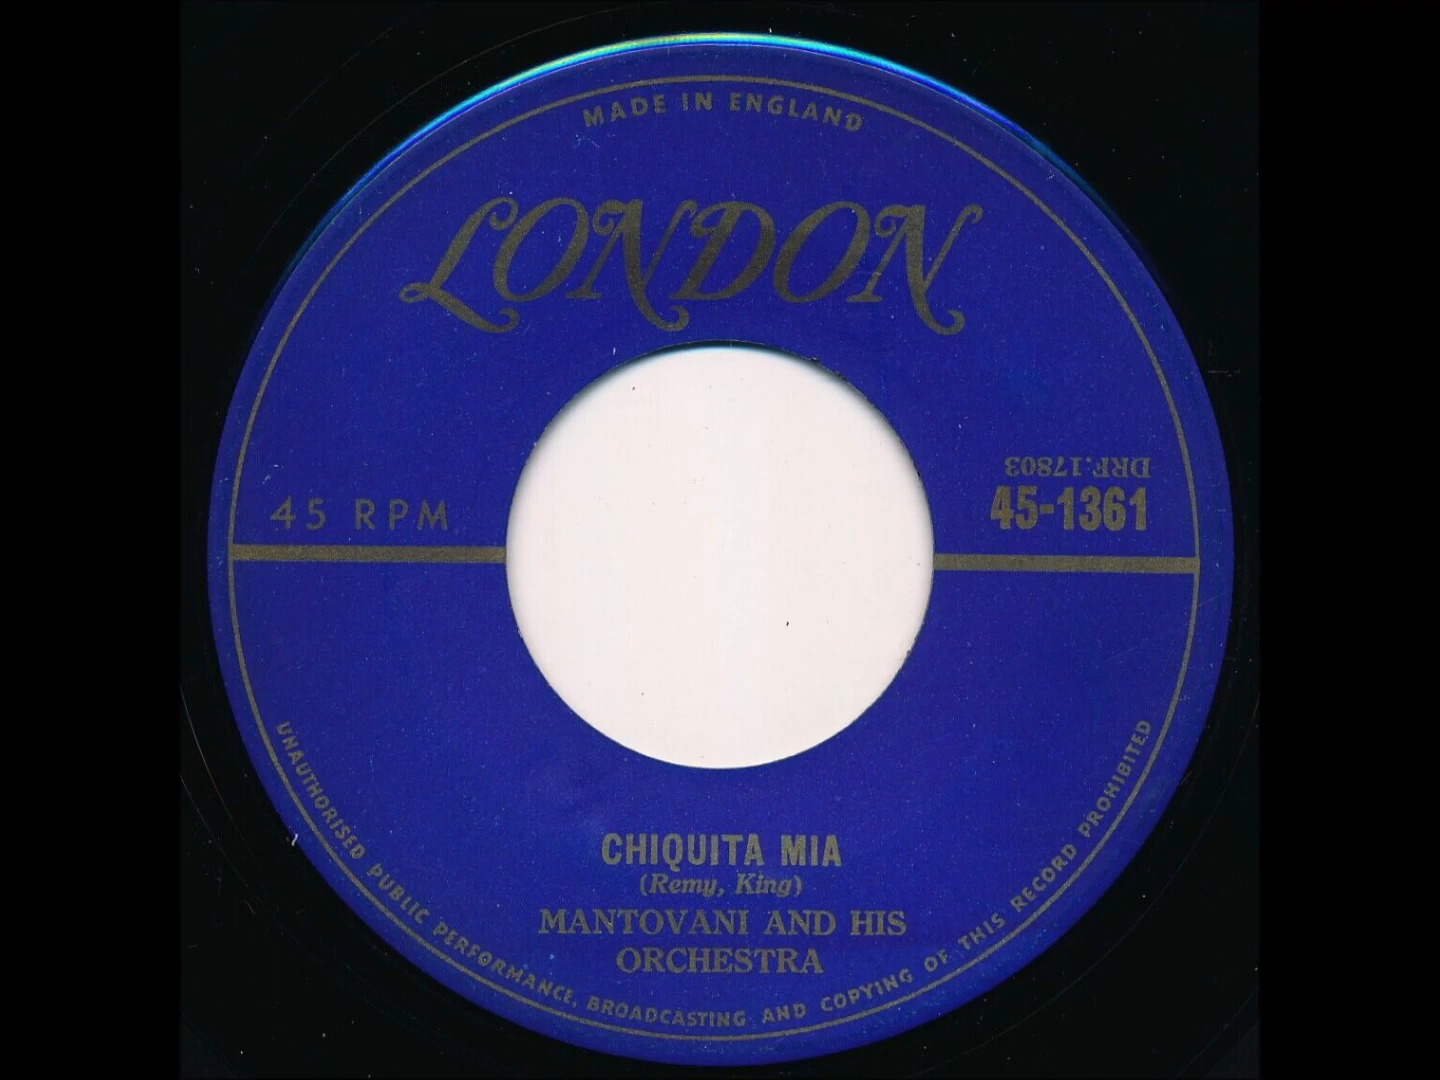 MADE IN ENGLAND
LONDON
DRF.17803
45 RPM
45-1361
CHIQUITA MIA
(Remy, King)
MANTOVANI AND HIS
ORCHESTRA
UNAUTHORISED PUBLIC PERFORMANCE, BROADCASTING AND COPYING OF THIS RECORD PROHIBITED